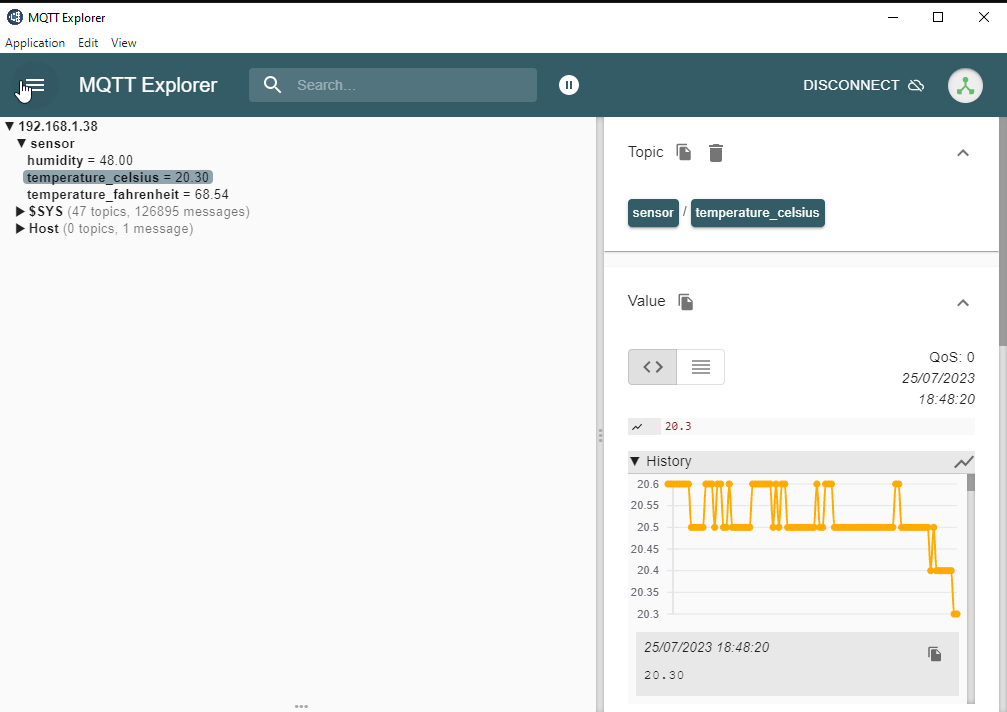 MQTT Explorer
Application Edit View
MQTT Explorer Search... DISCONNECT
192.168.1.38
sensor
humidity = 48.00
temperature_celsius = 20.30
temperature_fahrenheit = 68.54
$SYS (47 topics, 126895 messages)
Host (0 topics, 1 message)
Topic
sensor / temperature_celsius
Value
QoS: 0
25/07/2023
18:48:20
20.3
History
20.6
20.55
20.5
20.45
20.4
20.35
20.3
25/07/2023 18:48:20
20.30